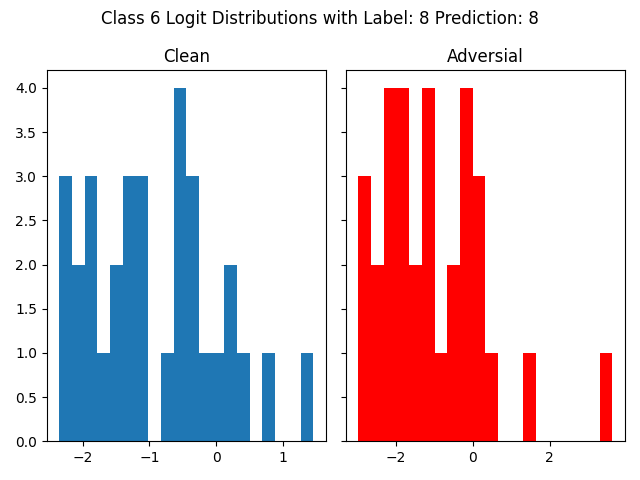 Class 6 Logit Distributions with Label: 8 Prediction: 8
Clean
Adversial
4.0
3.5
3.0
2.5
2.0
1.5
1.0
0.5
0.0
−2 −1 0 1
−2 0 2